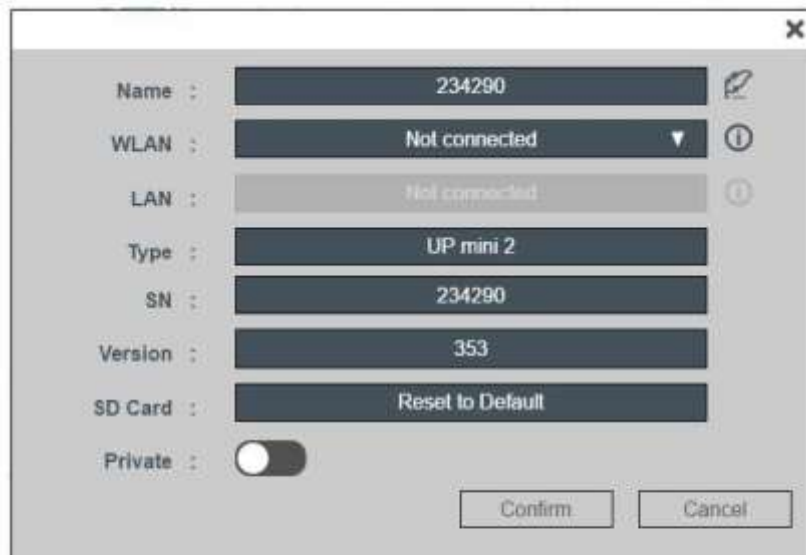 Name : 234290
WLAN : Not connected ▼
LAN : Not connected
Type : UP mini 2
SN : 234290
Version : 353
SD Card : Reset to Default
Private :
Confirm Cancel